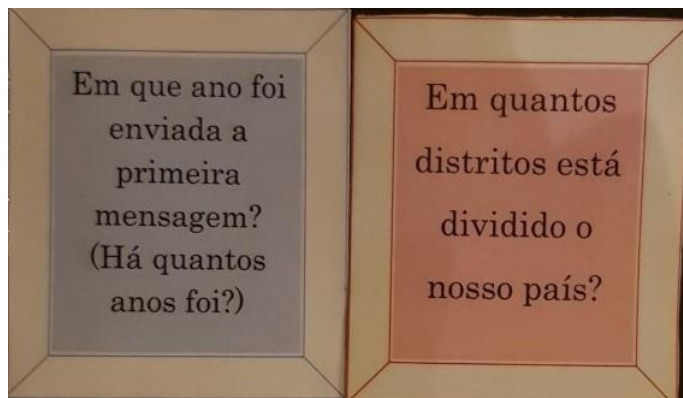 Em que ano foi
enviada a
primeira
mensagem?
(Há quantos
anos foi?)
Em quantos
distritos está
dividido o
nosso país?